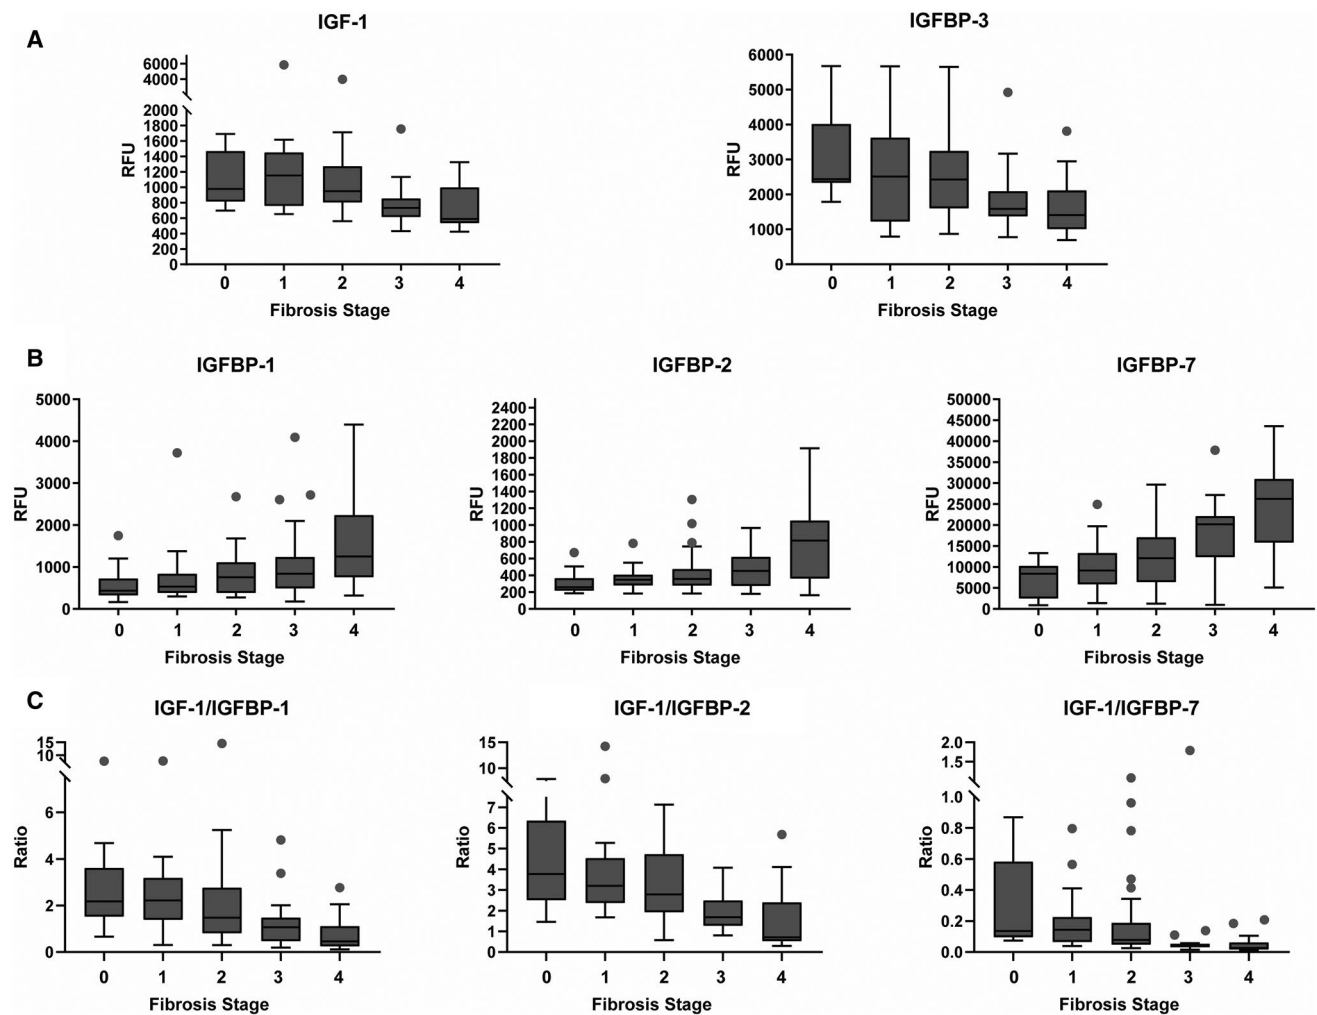 A
IGF-1
RFU
6000
4000
2000
1800
1600
1400
1200
1000
800
600
400
200
0
0 1 2 3 4
Fibrosis Stage
IGFBP-3
RFU
6000
5000
4000
3000
2000
1000
0
0 1 2 3 4
Fibrosis Stage
B
IGFBP-1
RFU
5000
4000
3000
2000
1000
0
0 1 2 3 4
Fibrosis Stage
IGFBP-2
RFU
2400
2200
2000
1800
1600
1400
1200
1000
800
600
400
200
0
0 1 2 3 4
Fibrosis Stage
IGFBP-7
RFU
50000
45000
40000
35000
30000
25000
20000
15000
10000
5000
0
0 1 2 3 4
Fibrosis Stage
C
IGF-1/IGFBP-1
Ratio
15
10
6
4
2
0
0 1 2 3 4
Fibrosis Stage
IGF-1/IGFBP-2
Ratio
15
10
7
6
5
4
3
2
1
0
0 1 2 3 4
Fibrosis Stage
IGF-1/IGFBP-7
Ratio
2.0
1.5
1.0
0.8
0.6
0.4
0.2
0.0
0 1 2 3 4
Fibrosis Stage